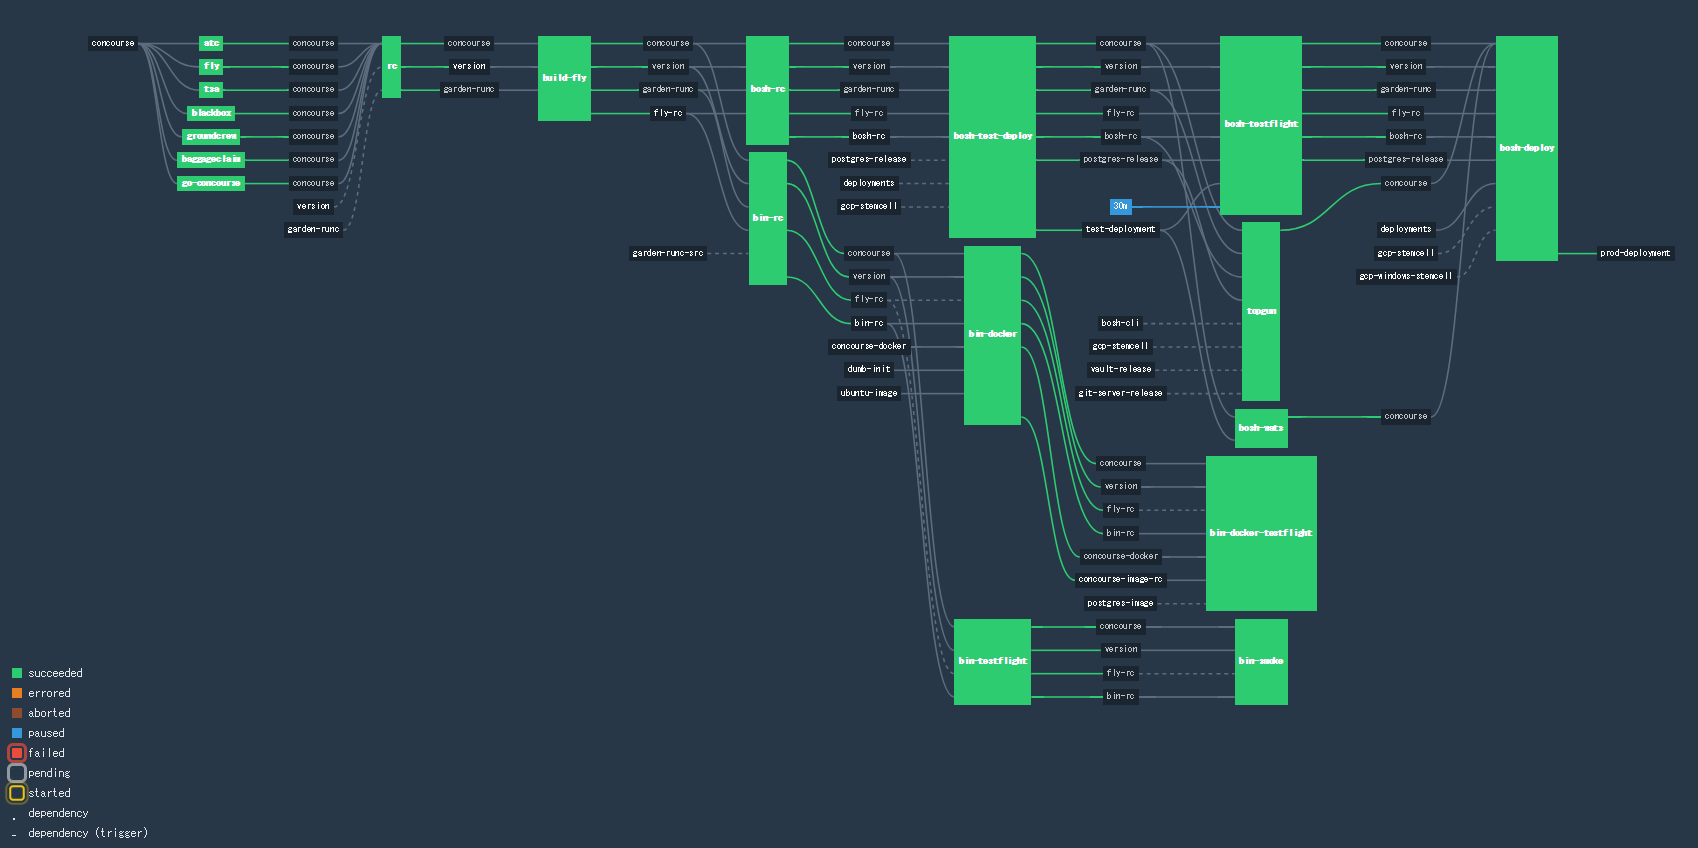 concourse
atc
fly
tsa
blackbox
groundcrew
baggageclaim
go-concourse
concourse
concourse
concourse
concourse
concourse
concourse
concourse
version
garden-runc
rc
concourse
version
garden-runc
build-fly
concourse
version
garden-runc
fly-rc
garden-runc-src
bosh-rc
bin-rc
concourse
version
garden-runc
fly-rc
bosh-rc
postgres-release
deployments
gcp-stemcell
concourse
version
fly-rc
bin-rc
concourse-docker
dumb-init
ubuntu-image
bosh-test-deploy
bin-docker
bin-testflight
concourse
version
garden-runc
fly-rc
bosh-rc
postgres-release
30m
test-deployment
bosh-cli
gcp-stemcell
vault-release
git-server-release
concourse
version
fly-rc
bin-rc
concourse-docker
concourse-image-rc
postgres-image
concourse
version
fly-rc
bin-rc
bosh-testflight
topgun
bosh-wats
bin-docker-testflight
bin-smoke
concourse
version
garden-runc
fly-rc
bosh-rc
postgres-release
concourse
deployments
gcp-stemcell
gcp-windows-stemcell
concourse
bosh-deploy
prod-deployment
succeeded
errored
aborted
paused
failed
pending
started
dependency
dependency (trigger)